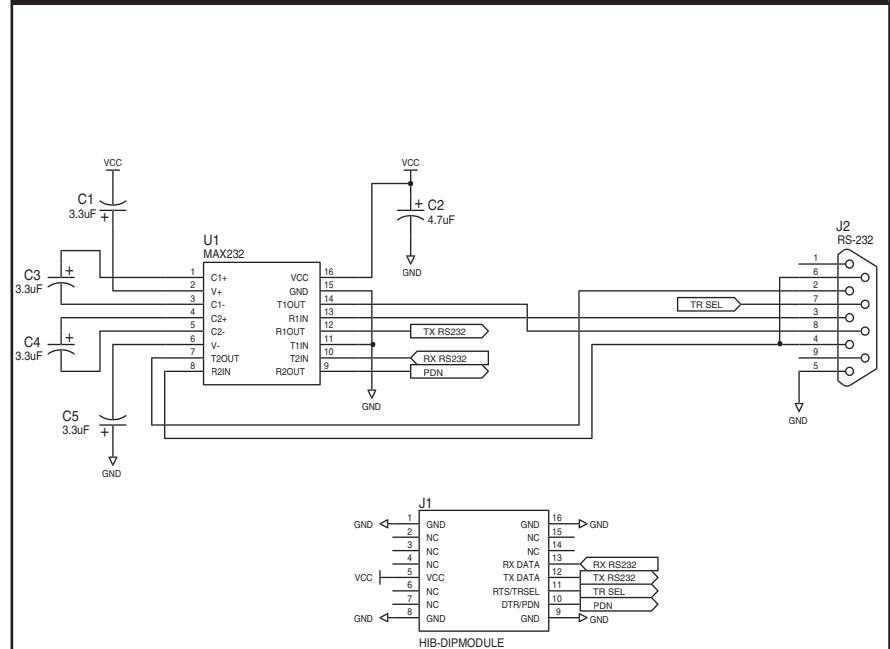 VCC
C1
3.3uF
+
VCC
+
C2
4.7uF
GND
U1
MAX232
C3
3.3uF
+
C4
3.3uF
+
C5
3.3uF
+
GND
1 C1+ VCC 16
2 V+ GND 15
3 C1- T1OUT 14
4 C2+ R1IN 13
5 C2- R1OUT 12 TX RS232
6 V- T1IN 11
7 T2OUT T2IN 10 RX RS232
8 R2IN R2OUT 9 PDN
GND
J2
RS-232
1
6
2
TR SEL 7
3
8
4
9
5
GND
J1
GND 1 GND GND 16 GND
2 NC NC 15
3 NC NC 14
4 NC RX DATA 13 RX RS232
VCC 5 VCC TX DATA 12 TX RS232
6 NC RTS/TRSEL 11 TR SEL
7 NC DTR/PDN 10 PDN
GND 8 GND GND 9 GND
HIB-DIPMODULE